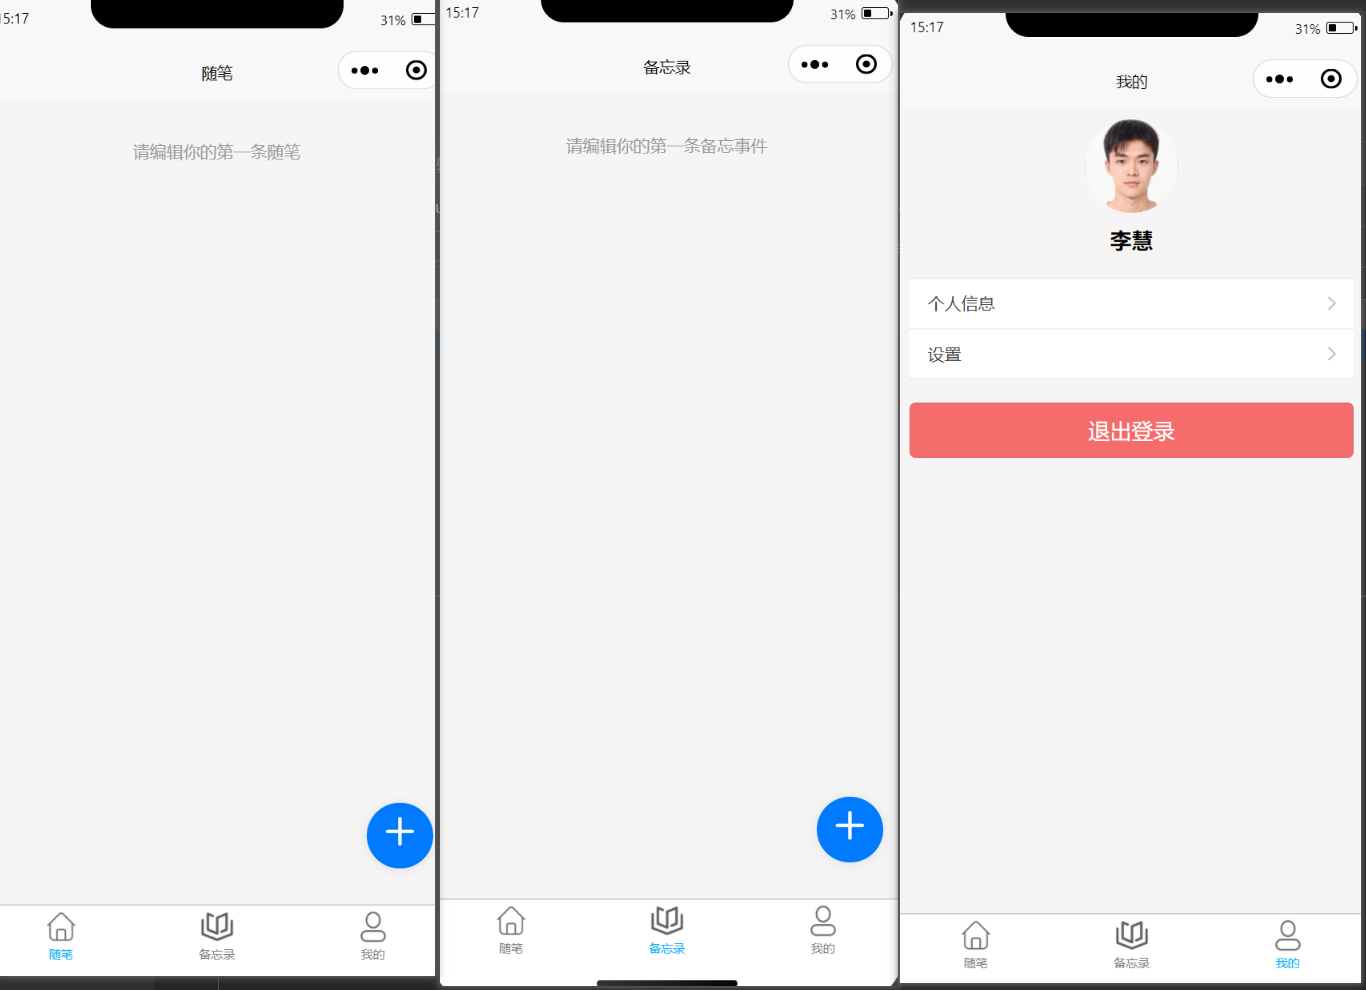 15:17
31%
随笔
请编辑你的第一条随笔
随笔
备忘录
我的
15:17
31%
备忘录
请编辑你的第一条备忘事件
随笔
备忘录
我的
15:17
31%
我的
李慧
个人信息
设置
退出登录
随笔
备忘录
我的